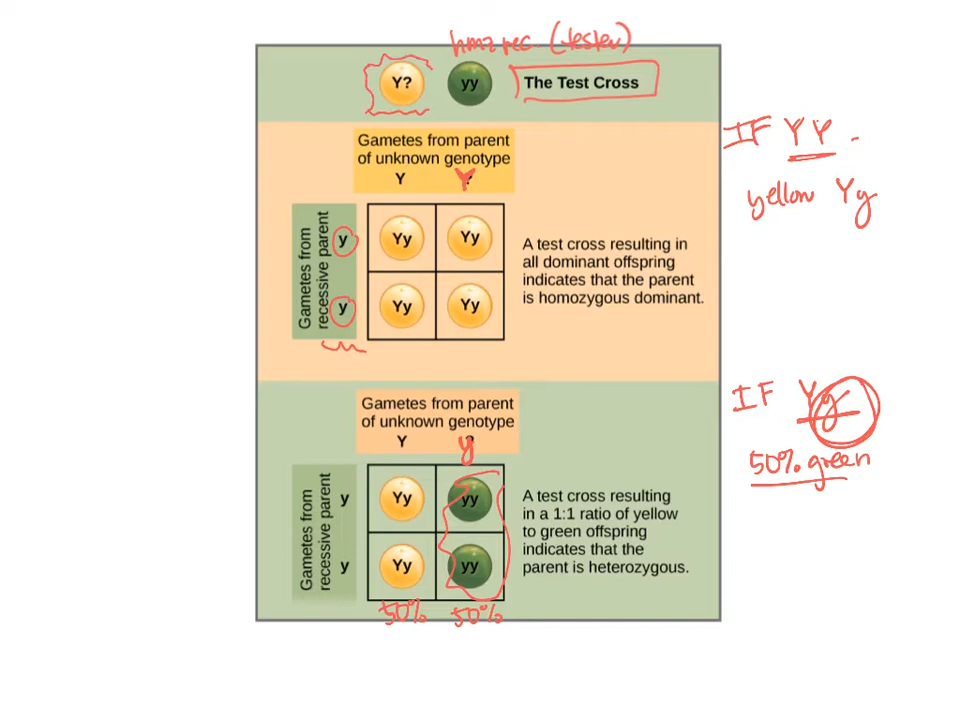 hmz rec. (tester)
Y?
yy
The Test Cross
Gametes from parent
of unknown genotype
Y Y
Gametes from
recessive parent
y
y
Yy Yy
Yy Yy
A test cross resulting in
all dominant offspring
indicates that the parent
is homozygous dominant.
IF YY.
yellow Yy
Gametes from parent
of unknown genotype
Y y
Gametes from
recessive parent
y
y
Yy yy
Yy yy
50% 50%
A test cross resulting
in a 1:1 ratio of yellow
to green offspring
indicates that the
parent is heterozygous.
IF Yy
50% green